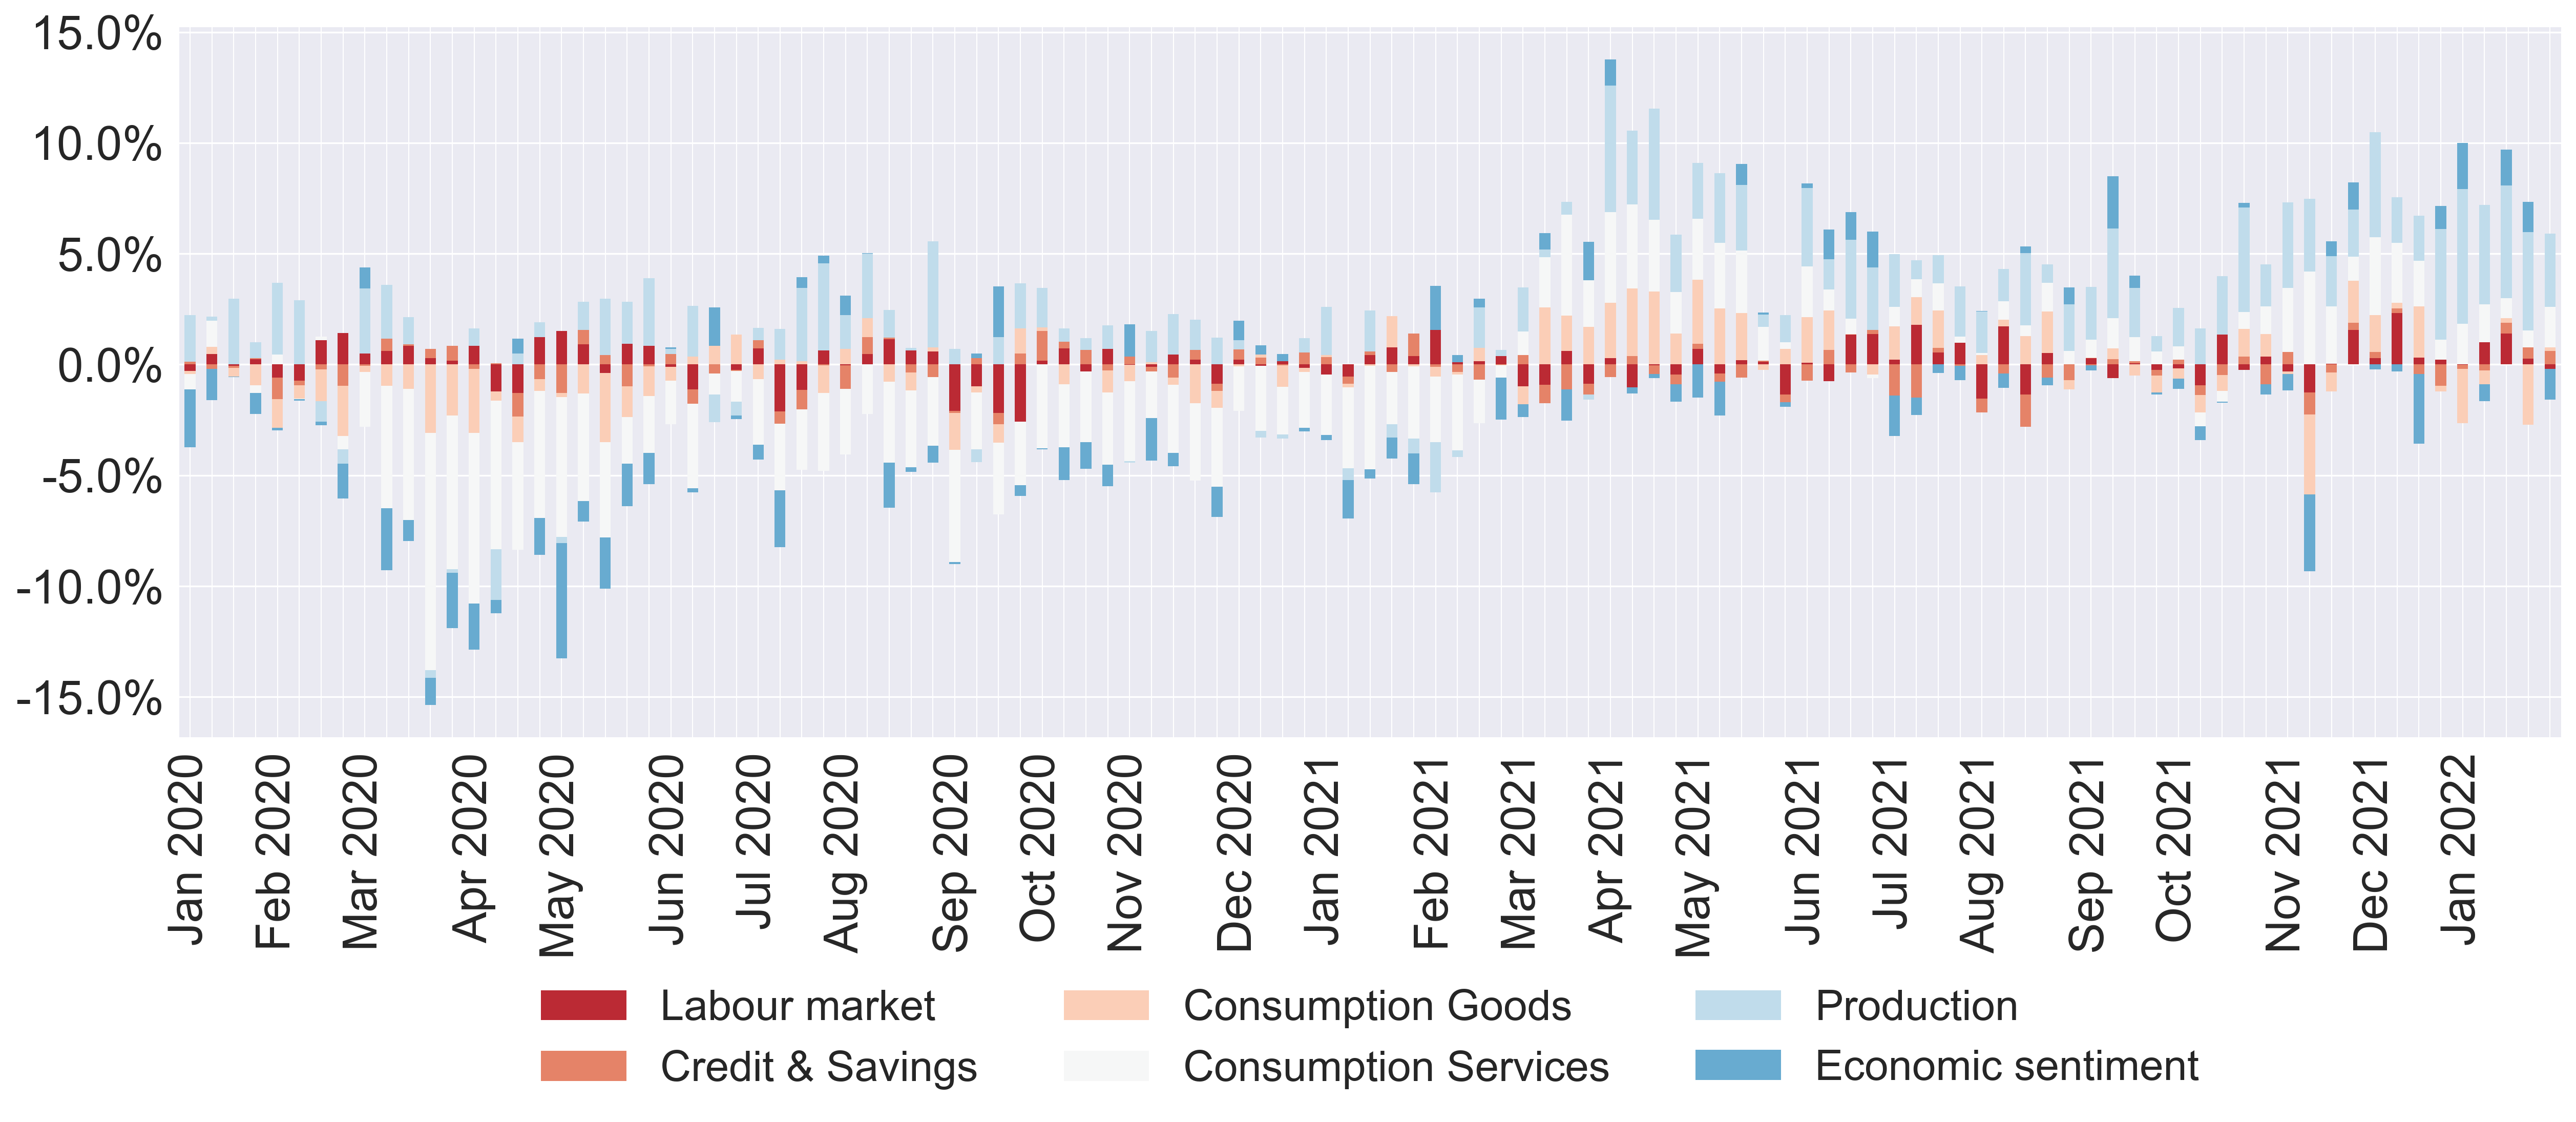 15.0%
10.0%
5.0%
0.0%
-5.0%
-10.0%
-15.0%
Jan 2020
Feb 2020
Mar 2020
Apr 2020
May 2020
Jun 2020
Jul 2020
Aug 2020
Sep 2020
Oct 2020
Nov 2020
Dec 2020
Jan 2021
Feb 2021
Mar 2021
Apr 2021
May 2021
Jun 2021
Jul 2021
Aug 2021
Sep 2021
Oct 2021
Nov 2021
Dec 2021
Jan 2022
Labour market
Consumption Goods
Production
Credit & Savings
Consumption Services
Economic sentiment